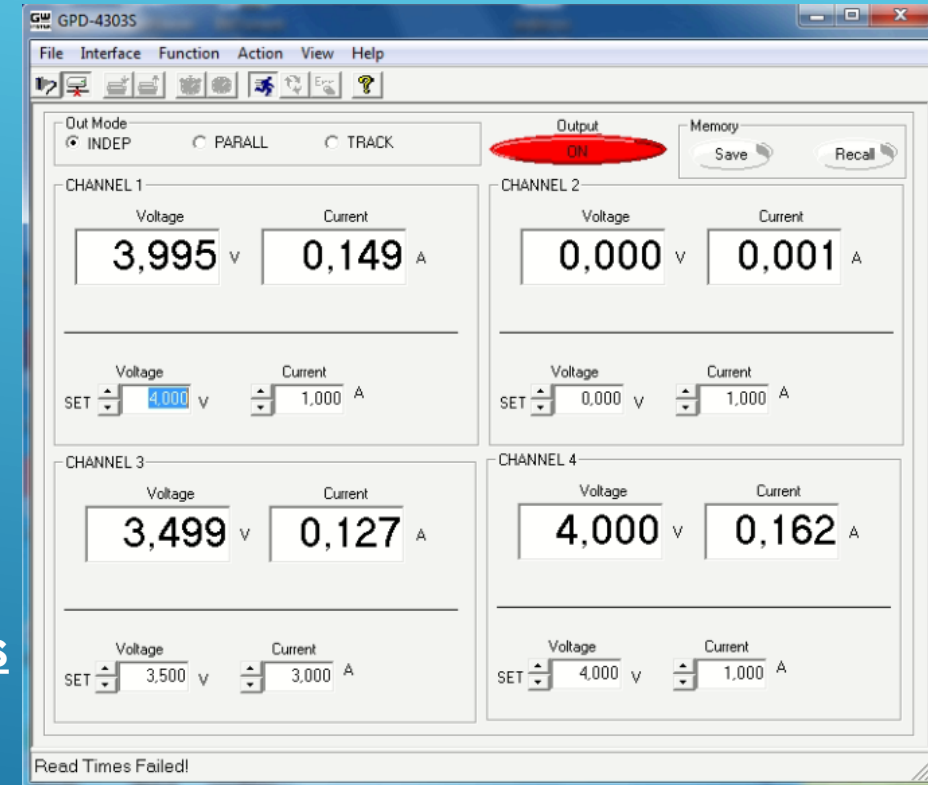 GW GPD-4303S
File Interface Function Action View Help
Out Mode
INDEP PARALL TRACK
Output
ON
Memory
Save Recall
CHANNEL 1
Voltage Current
3,995 V 0,149 A
Voltage Current
SET 4,000 V 1,000 A
CHANNEL 2
Voltage Current
0,000 V 0,001 A
Voltage Current
SET 0,000 V 1,000 A
CHANNEL 3
Voltage Current
3,499 V 0,127 A
Voltage Current
SET 3,500 V 3,000 A
CHANNEL 4
Voltage Current
4,000 V 0,162 A
Voltage Current
SET 4,000 V 1,000 A
s
Read Times Failed!